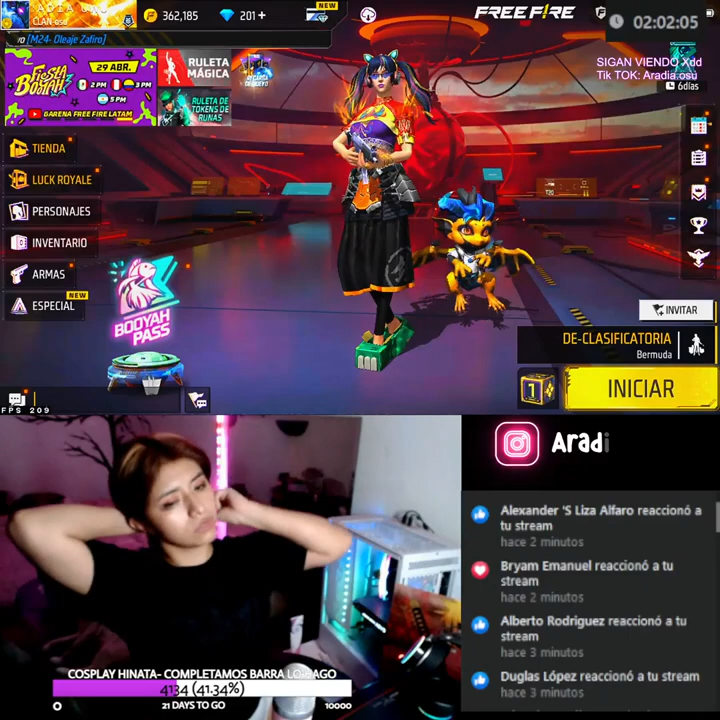 CLAN-osu
362,185
201 +
NEW
FREE FIRE
02:02:05
[M24- Oleaje Zafiro]
SIGAN VIENDO Xdd
Tik TOK: Aradia.osu
6días
FIESTA BOOYAH
29 ABR.
2 PM
3 PM
5 PM
GARENA FREE FIRE LATAM
RULETA MÁGICA
RULETA DE TOKENS DE RUNAS
TIENDA
LUCK ROYALE
PERSONAJES
INVENTARIO
ARMAS
NEW
ESPECIAL
BOOYAH PASS
INVITAR
DE-CLASIFICATORIA
Bermuda
1
INICIAR
FPS 209
Aradi
Alexander 'S Liza Alfaro reaccionó a
tu stream
hace 2 minutos
Bryam Emanuel reaccionó a tu
stream
hace 2 minutos
Alberto Rodriguez reaccionó a tu
stream
hace 3 minutos
Duglas López reaccionó a tu stream
hace 3 minutos
COSPLAY HINATA- COMPLETAMOS BARRA LO HAGO
4134 (41.34%)
0
21 DAYS TO GO
10000